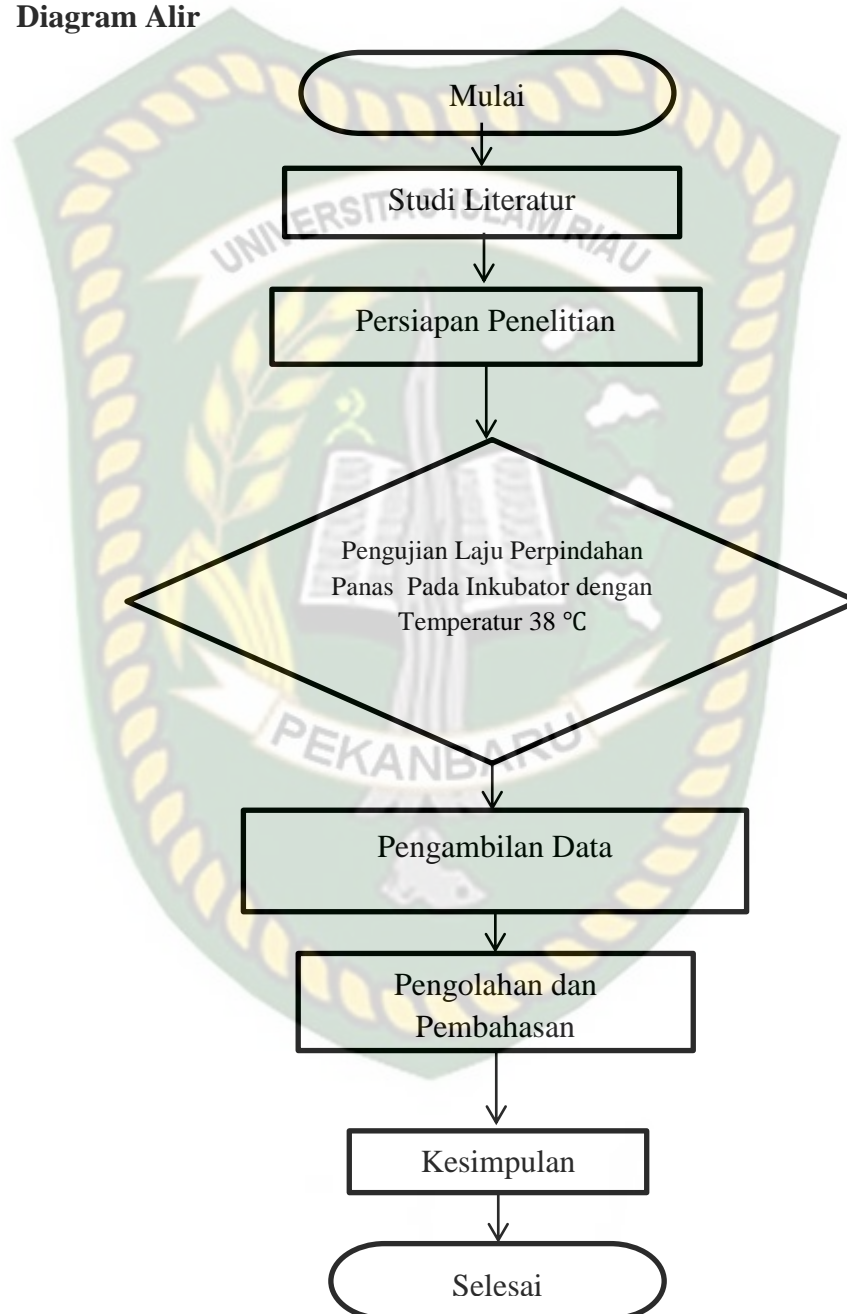 Diagram Alir
Mulai
Studi Literatur
UNIVERSITAS ISLAM RIAU
Persiapan Penelitian
Pengujian Laju Perpindahan
Panas Pada Inkubator dengan
Temperatur 38 °C
PEKANBARU
Pengambilan Data
Pengolahan dan
Pembahasan
Kesimpulan
Selesai